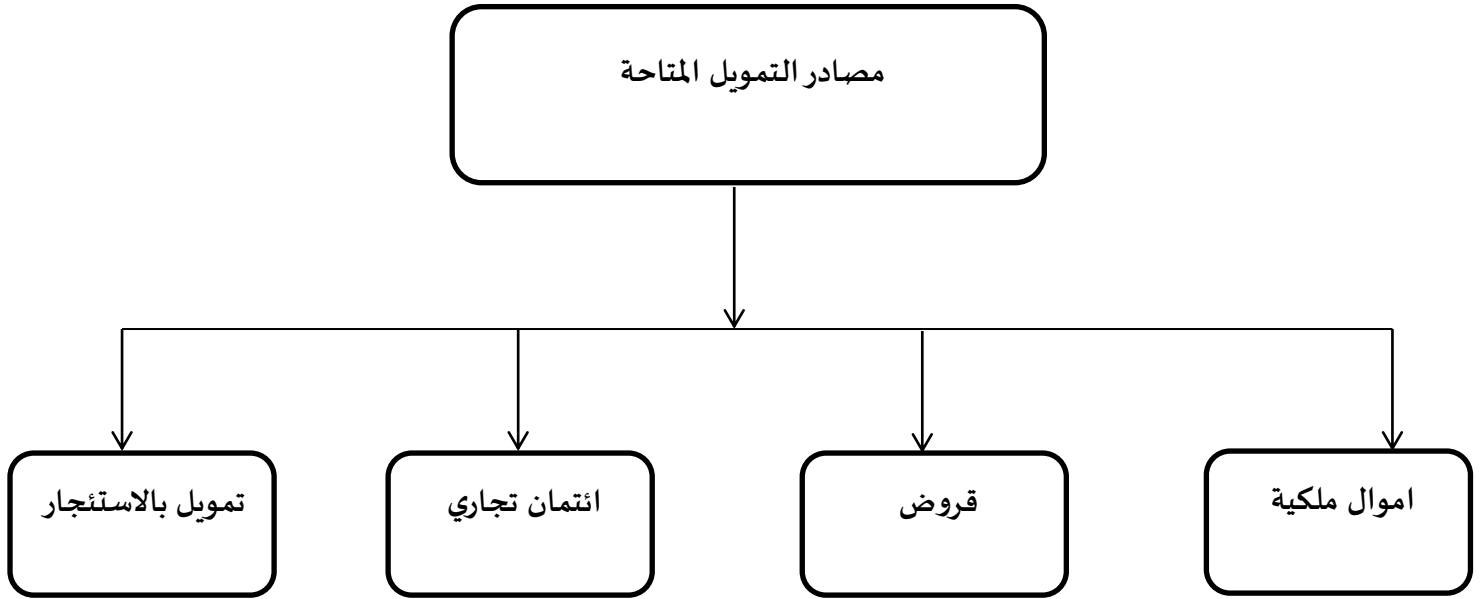 مصادر التمويل المتاحة
اموال ملكية
قروض
ائتمان تجاري
تمويل بالاستئجار